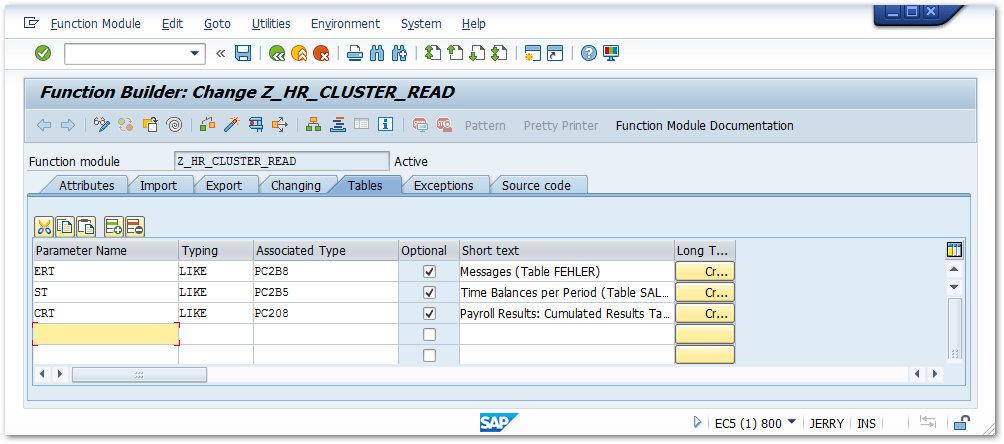 Function Module Edit Goto Utilities Environment System Help
Function Builder: Change Z_HR_CLUSTER_READ
Pattern Pretty Printer Function Module Documentation
Function module Z_HR_CLUSTER_READ Active
Attributes Import Export Changing Tables Exceptions Source code
Parameter Name Typing Associated Type Optional Short text Long T...
ERT LIKE PC2B8 Messages (Table FEHLER) Cr...
ST LIKE PC2B5 Time Balances per Period (Table SAL... Cr...
CRT LIKE PC208 Payroll Results: Cumulated Results Ta... Cr...
SAP EC5 (1) 800 JERRY INS